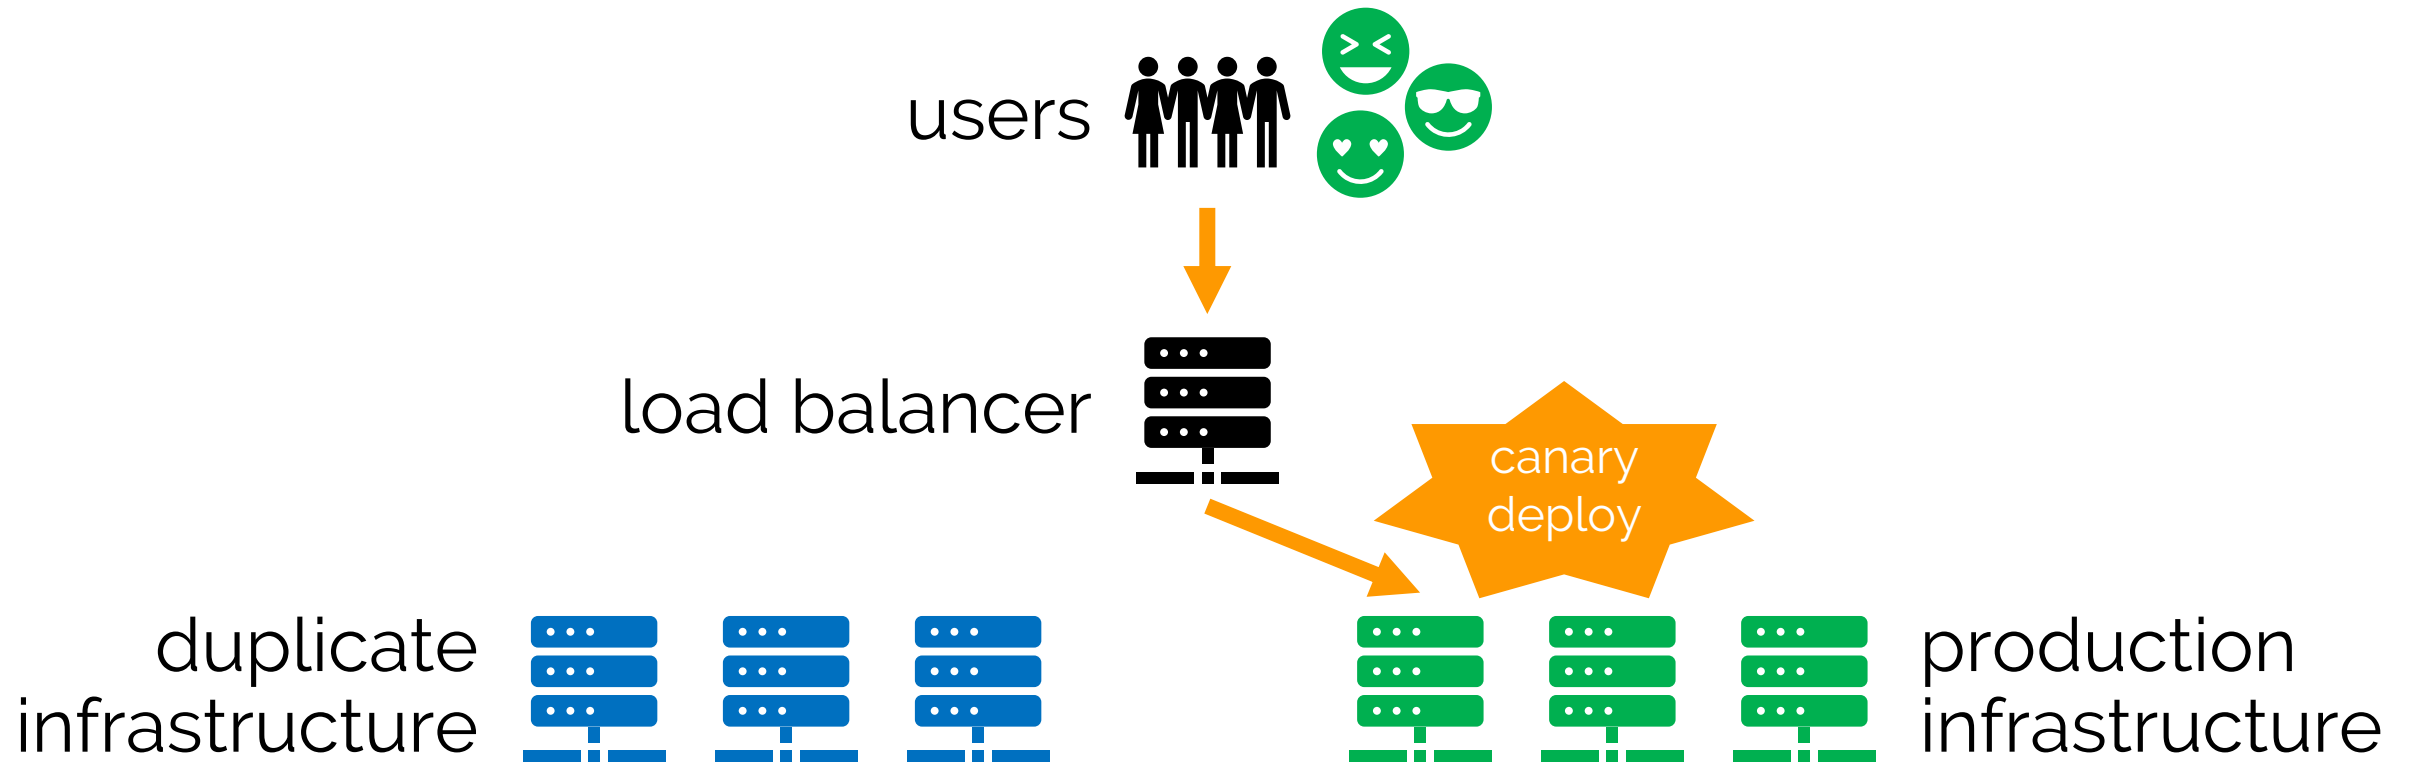 users
load balancer
canary
deploy
duplicate
infrastructure
production
infrastructure